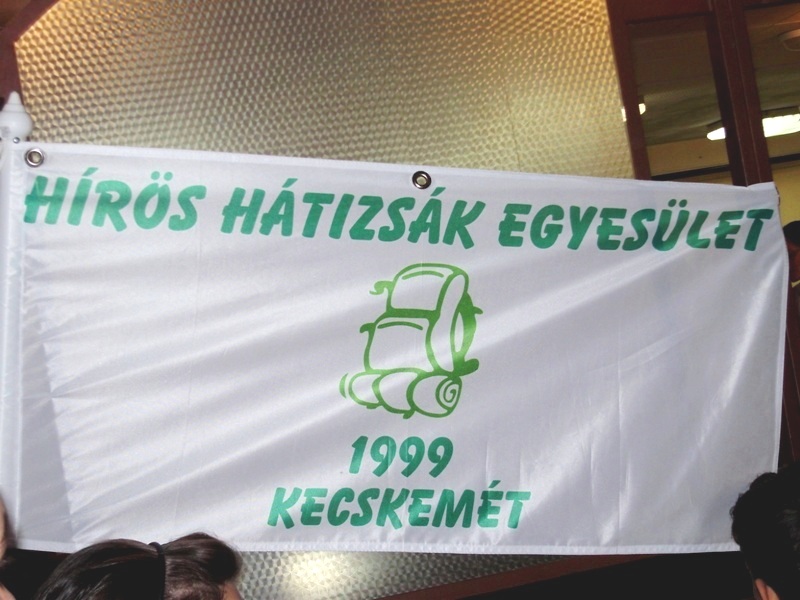 HÍRÖS HÁTIZSÁK EGYESÜLET
1999
KECSKEMÉT